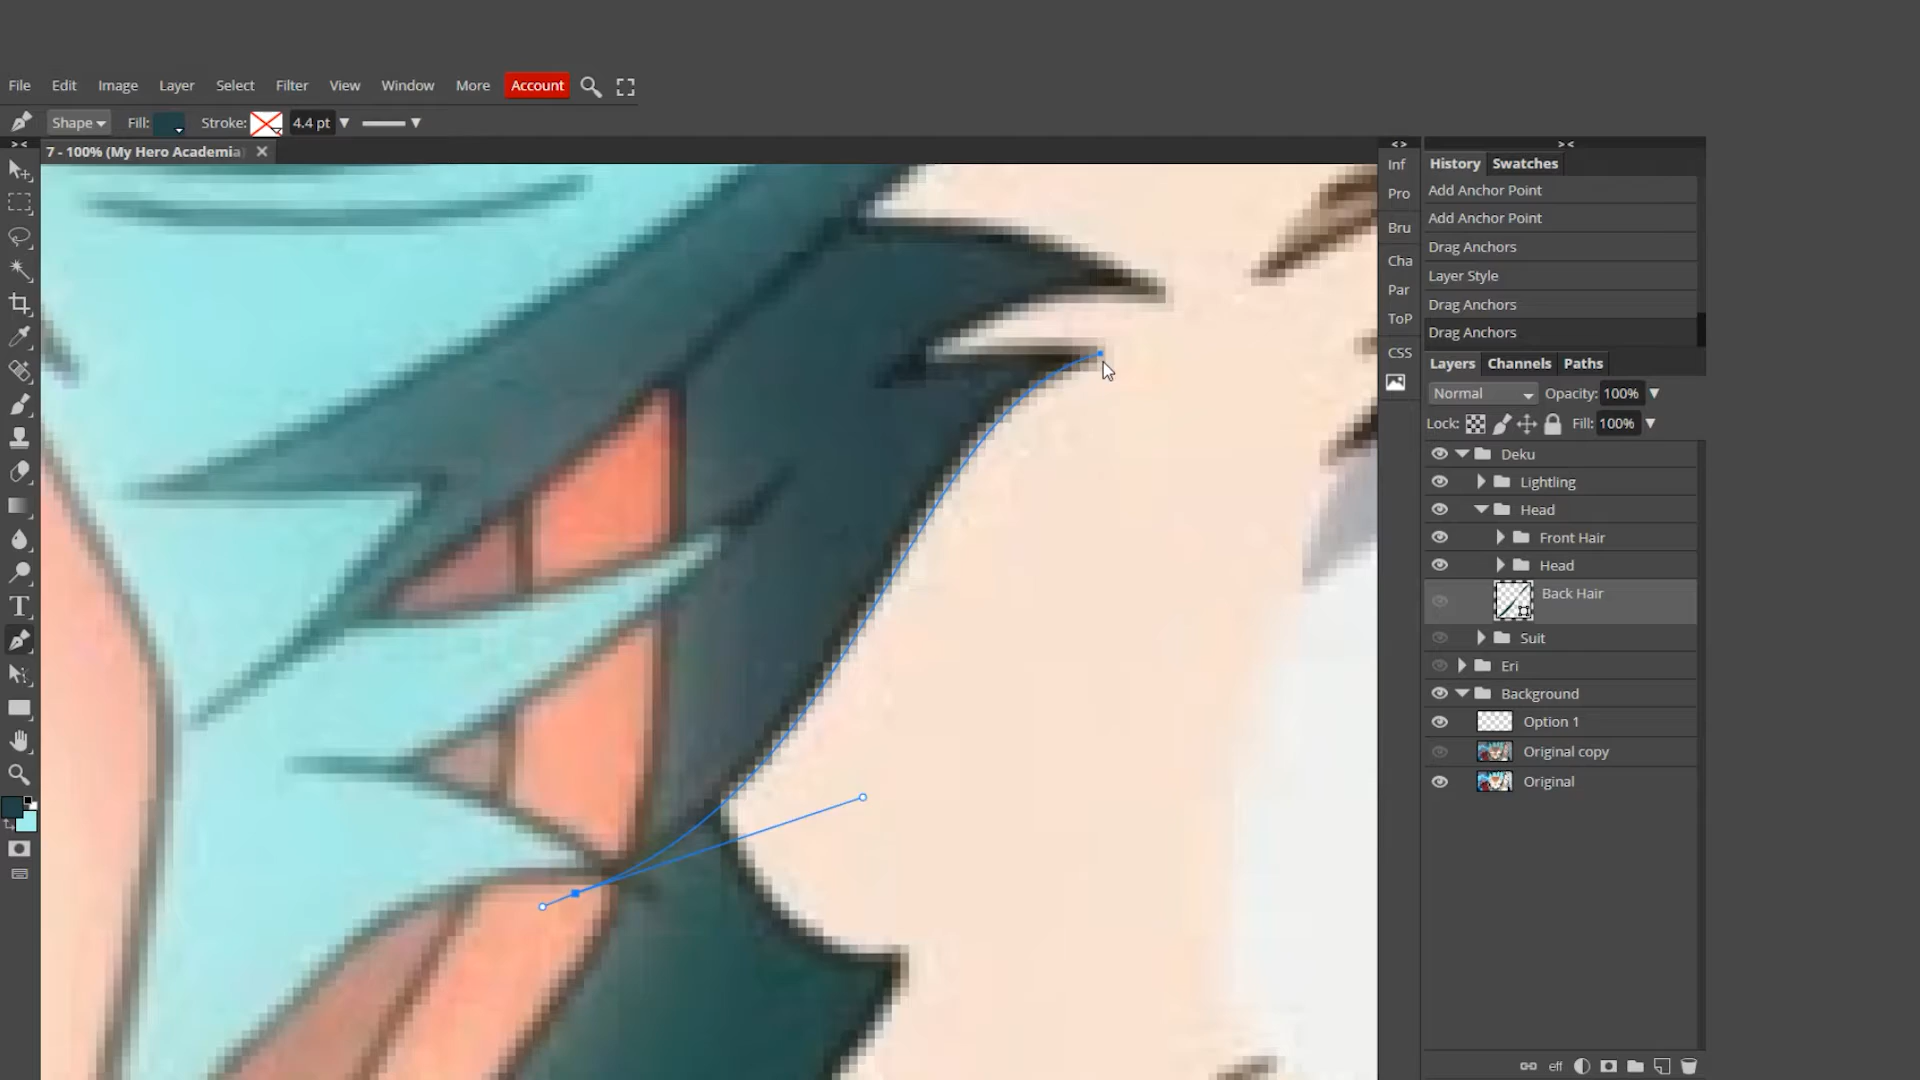 File Edit Image Layer Select Filter View Window More Account
Shape Fill: Stroke: 4.4 pt
7 - 100% (My Hero Academia
Inf
Pro
Bru
Cha
Par
ToP
CSS
History Swatches
Add Anchor Point
Add Anchor Point
Drag Anchors
Layer Style
Drag Anchors
Drag Anchors
Layers Channels Paths
Normal Opacity: 100%
Lock: Fill: 100%
Deku
Lightling
Head
Front Hair
Head
Back Hair
Suit
Eri
Background
Option 1
Original copy
Original
eff